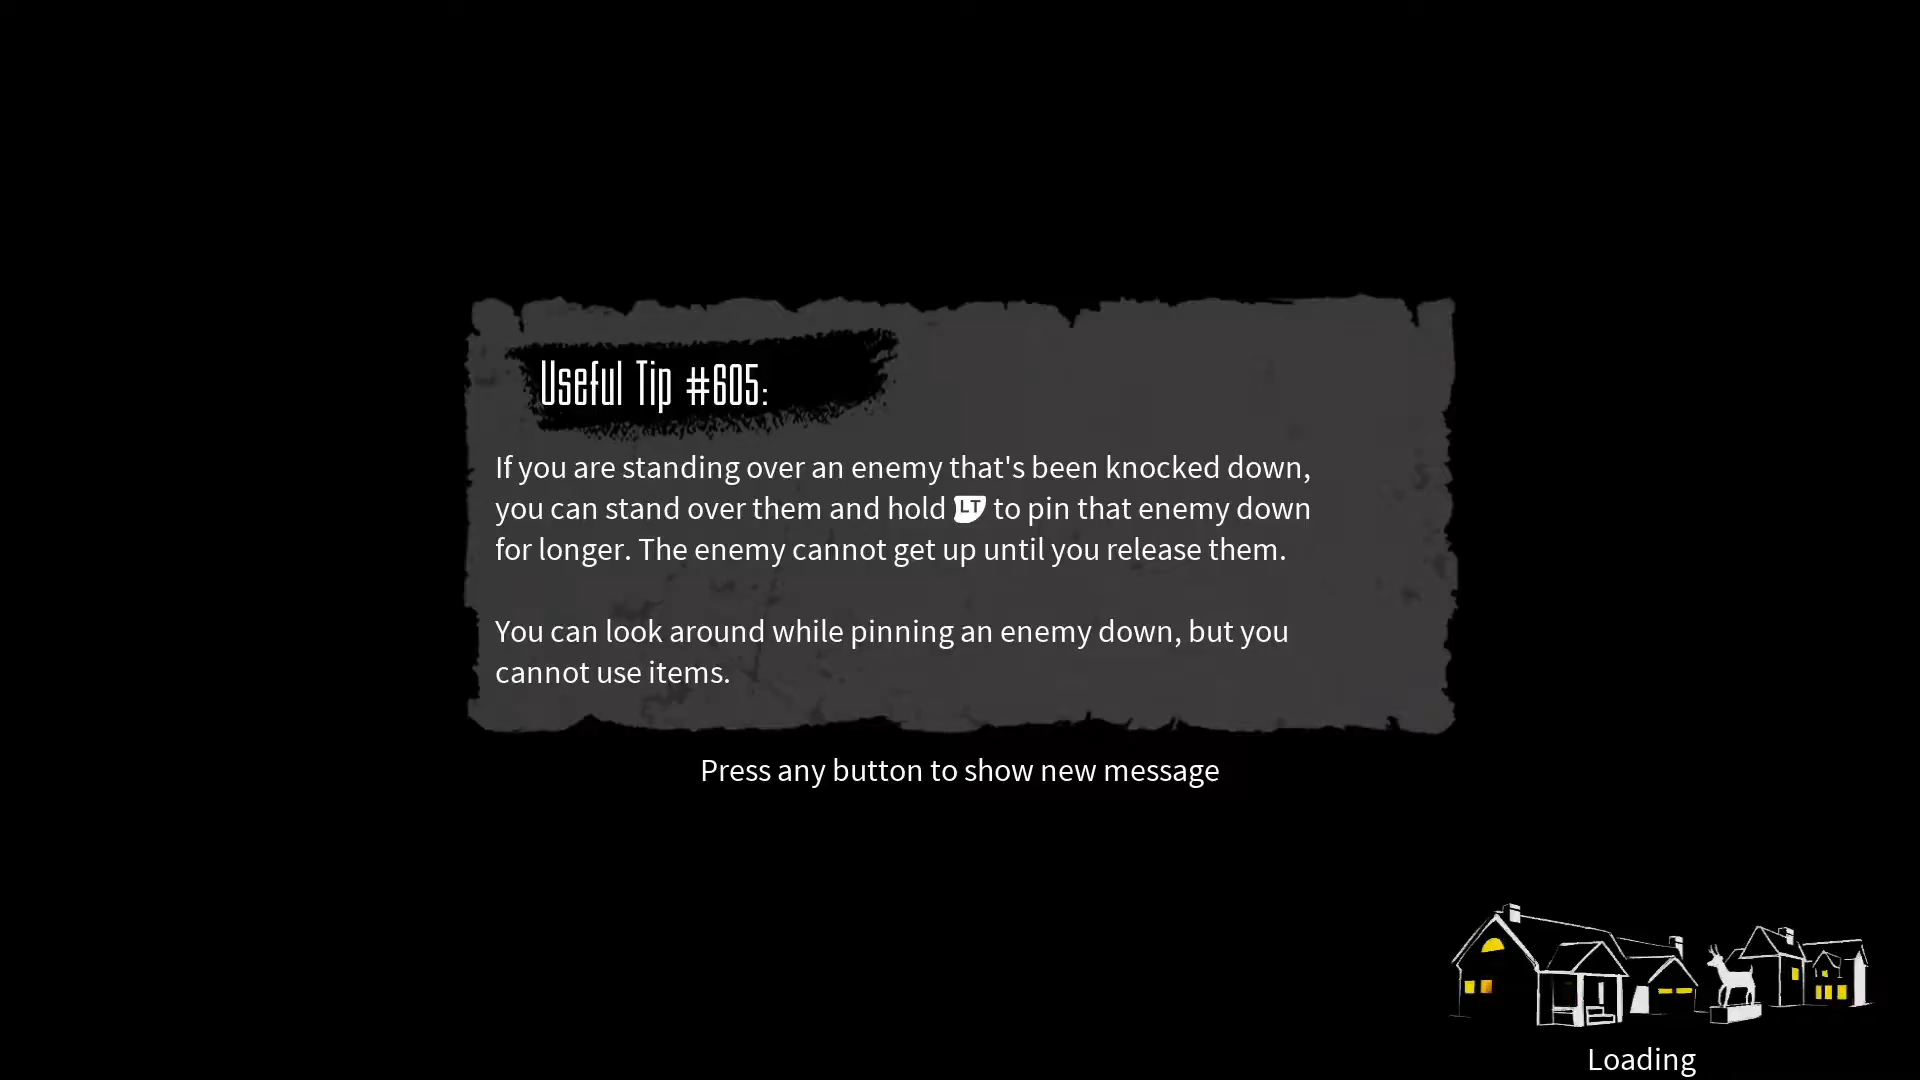 Useful Tip #605:
If you are standing over an enemy that's been knocked down,
you can stand over them and hold LT to pin that enemy down
for longer. The enemy cannot get up until you release them.
You can look around while pinning an enemy down, but you
cannot use items.
Press any button to show new message
Loading